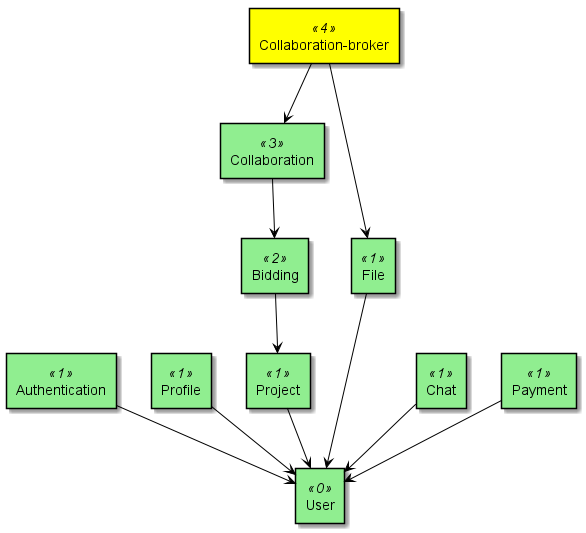 «4»
Collaboration-broker
«3»
Collaboration
«2»
Bidding
«1»
File
«1»
Authentication
«1»
Profile
«1»
Project
«1»
Chat
«1»
Payment
«0»
User